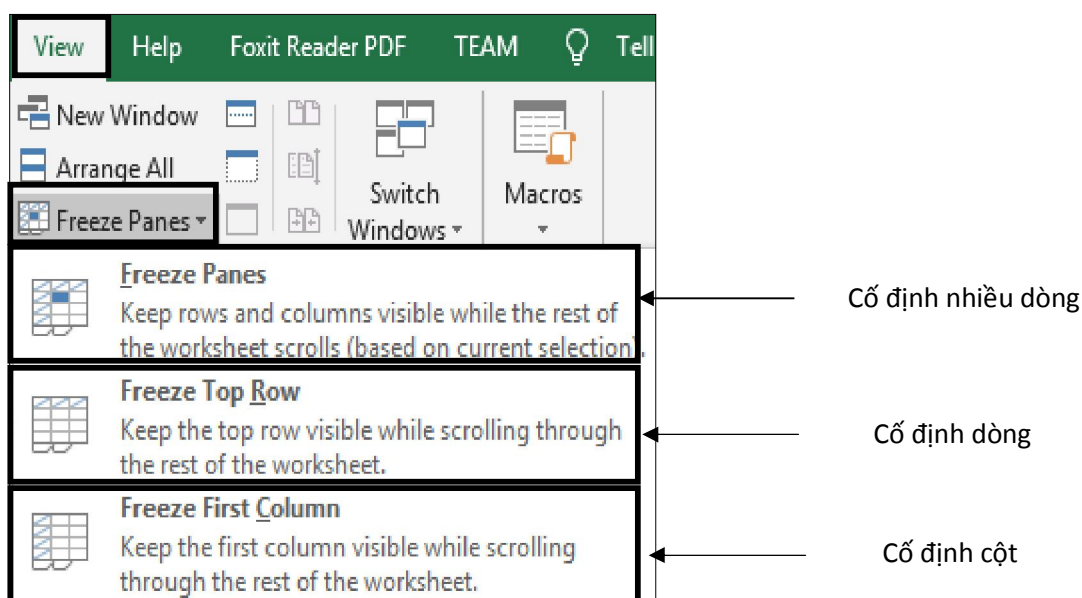 View Help Foxit Reader PDF TEAM Tell
New Window
Arrange All
Freeze Panes
Switch
Windows
Macros
Freeze Panes
Keep rows and columns visible while the rest of
the worksheet scrolls (based on current selection).
Cố định nhiều dòng
Freeze Top Row
Keep the top row visible while scrolling through
the rest of the worksheet.
Cố định dòng
Freeze First Column
Keep the first column visible while scrolling
through the rest of the worksheet.
Cố định cột